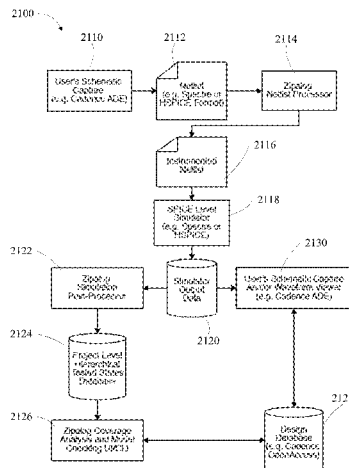 2100
2110
2112
2114
User's Schematic
Capture
(e.g. Cadence ADE)
Netlist
(e.g. Spectre or
HSPICE Format)
Zipalog
Netlist Processor
2116
Instrumented
Netlist
2118
SPICE Level
Simulator
(e.g. Spectre or
HSPICE)
2122
2130
Zipalog
Simulation
Post-Processor
Simulator
Output
Data
User's Schematic Capture
And/or Waveform Viewer
(e.g. Cadence ADE)
2124
2120
Project Level
Hierarchical
Tested States
Database
2126
212
Zipalog Coverage
Analysis and Model
Checking
Design
Database
(e.g. Cadence
OpenAccess)